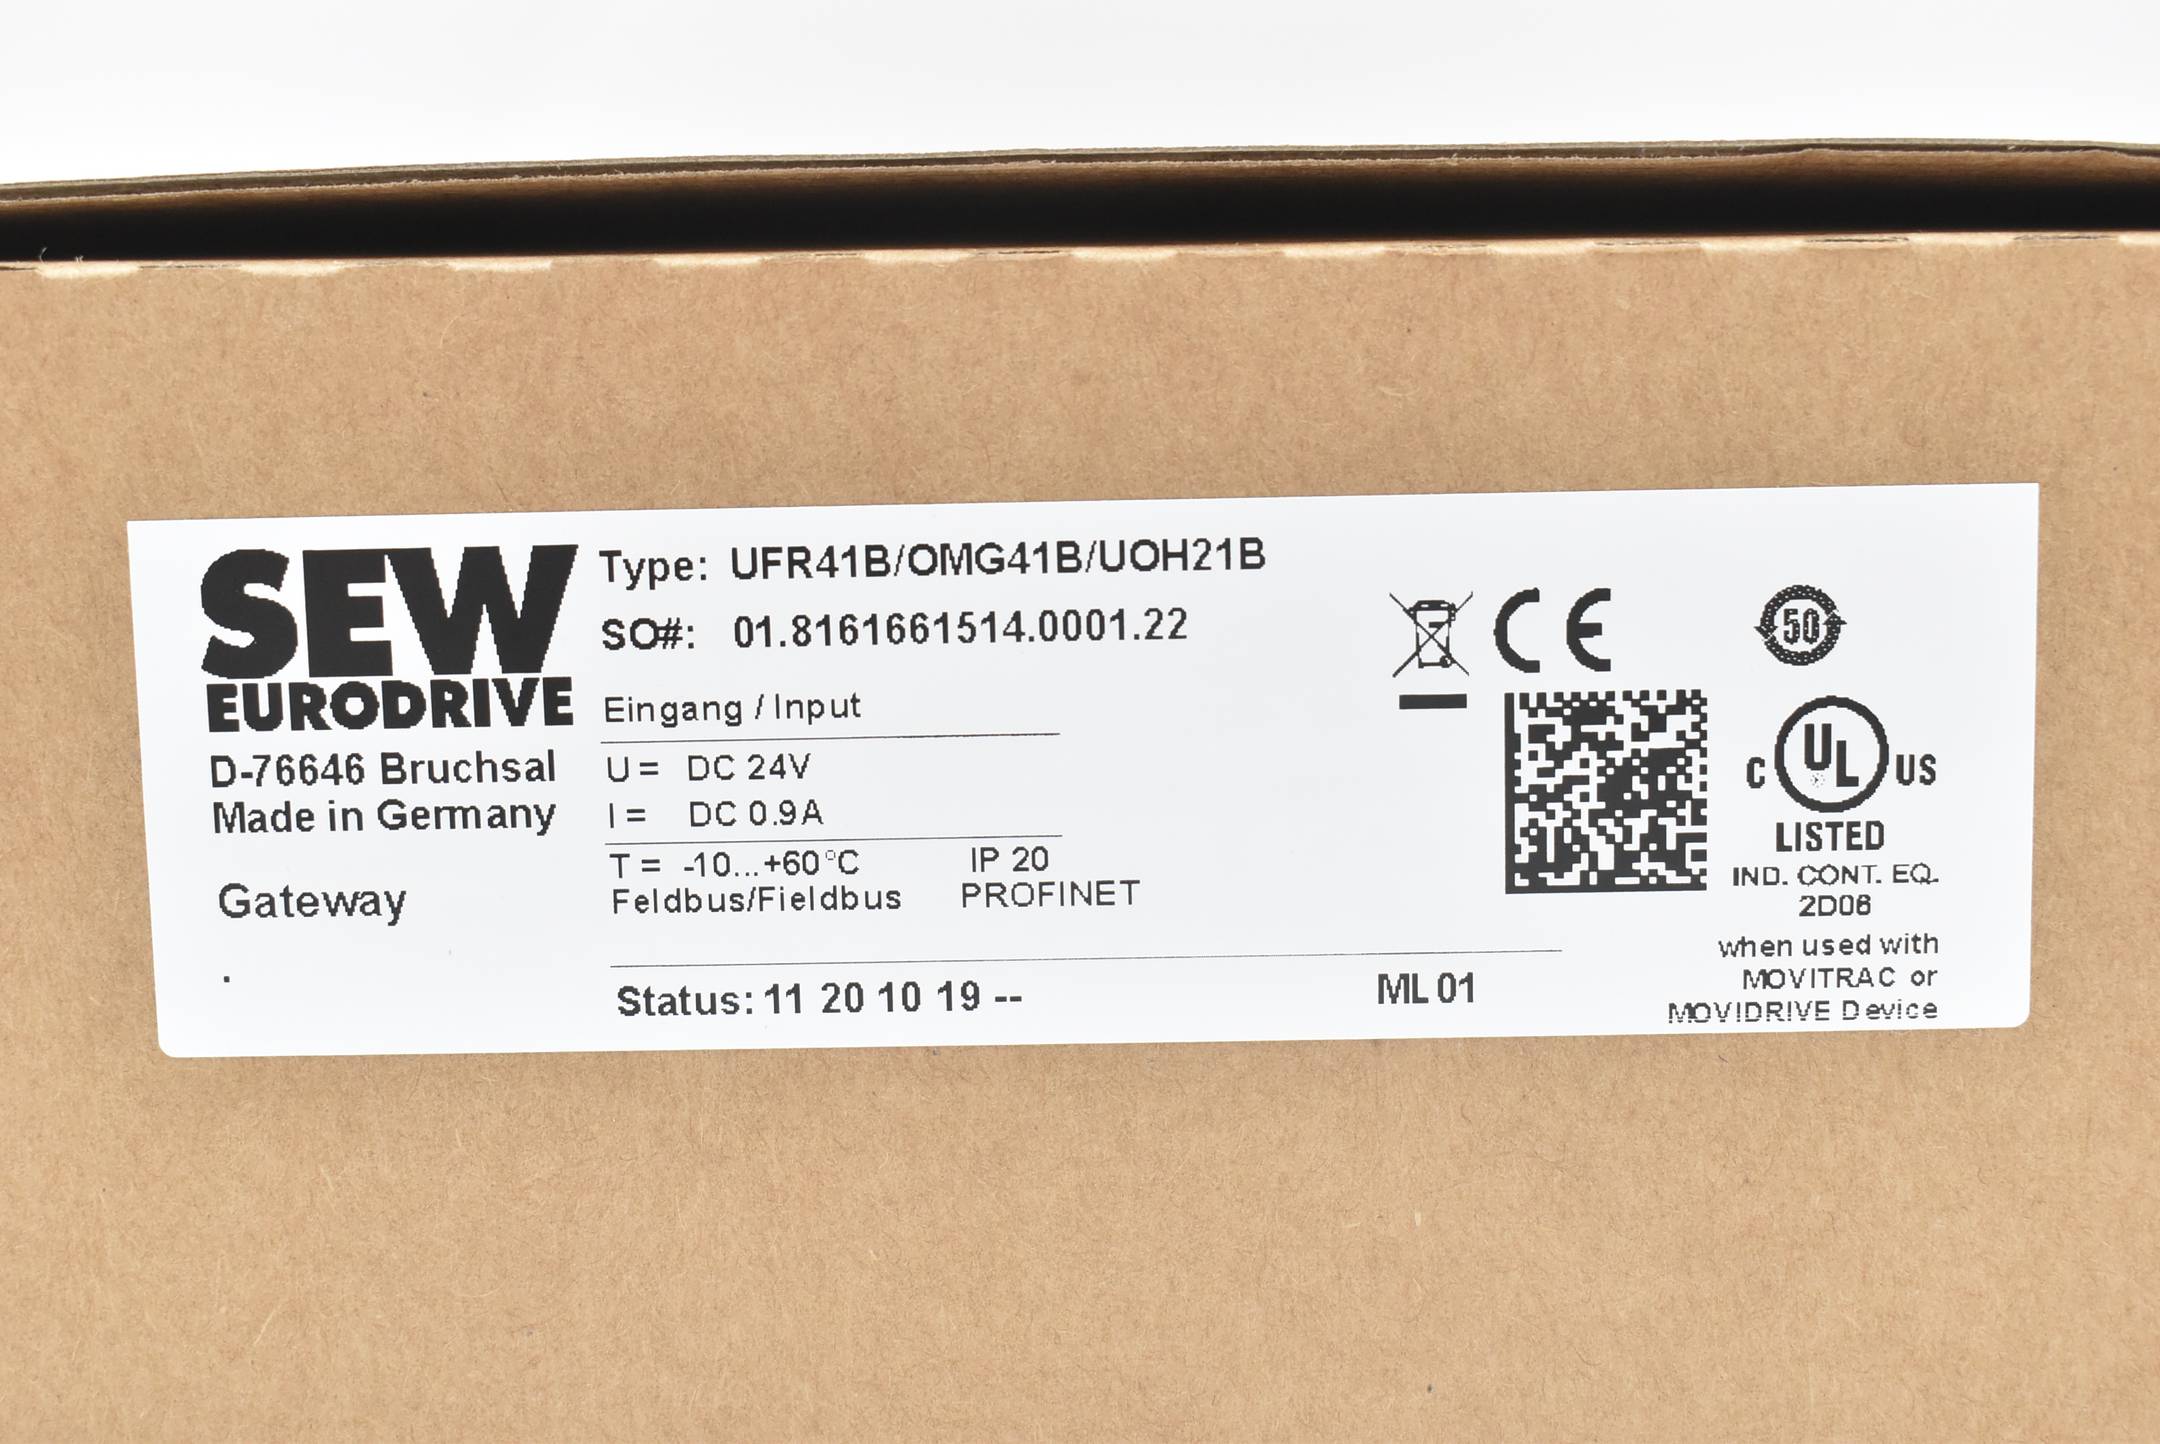 SEW
EURODRIVE
D-76646 Bruchsal
Made in Germany
Gateway
.
Type: UFR41B/OMG41B/UOH21B
SO#: 01.8161661514.0001.22
Eingang / Input
U = DC 24V
I = DC 0.9A
T = -10...+60°C IP 20
Feldbus/Fieldbus PROFINET
Status: 11 20 10 19 --
ML 01
CE
50
C UL US
LISTED
IND. CONT. EQ.
2D06
when used with
MOVITRAC or
MOVIDRIVE Device